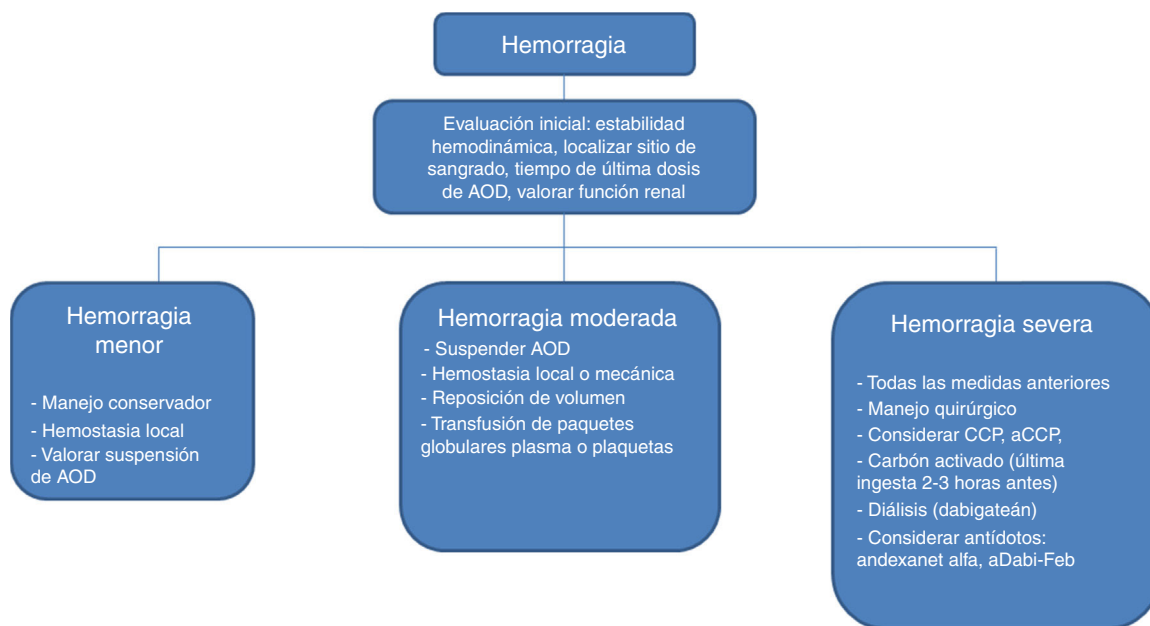 Hemorragia
Evaluación inicial: estabilidad
hemodinámica, localizar sitio de
sangrado, tiempo de última dosis
de AOD, valorar función renal
Hemorragia
menor
- Manejo conservador
- Hemostasia local
- Valorar suspensión
de AOD
Hemorragia moderada
- Suspender AOD
- Hemostasia local o mecánica
- Reposición de volumen
- Transfusión de paquetes
globulares plasma o plaquetas
Hemorragia severa
- Todas las medidas anteriores
- Manejo quirúrgico
- Considerar CCP, aCCP,
- Carbón activado (última
ingesta 2-3 horas antes)
- Diálisis (dabigateán)
- Considerar antídotos:
andexanet alfa, aDabi-Feb